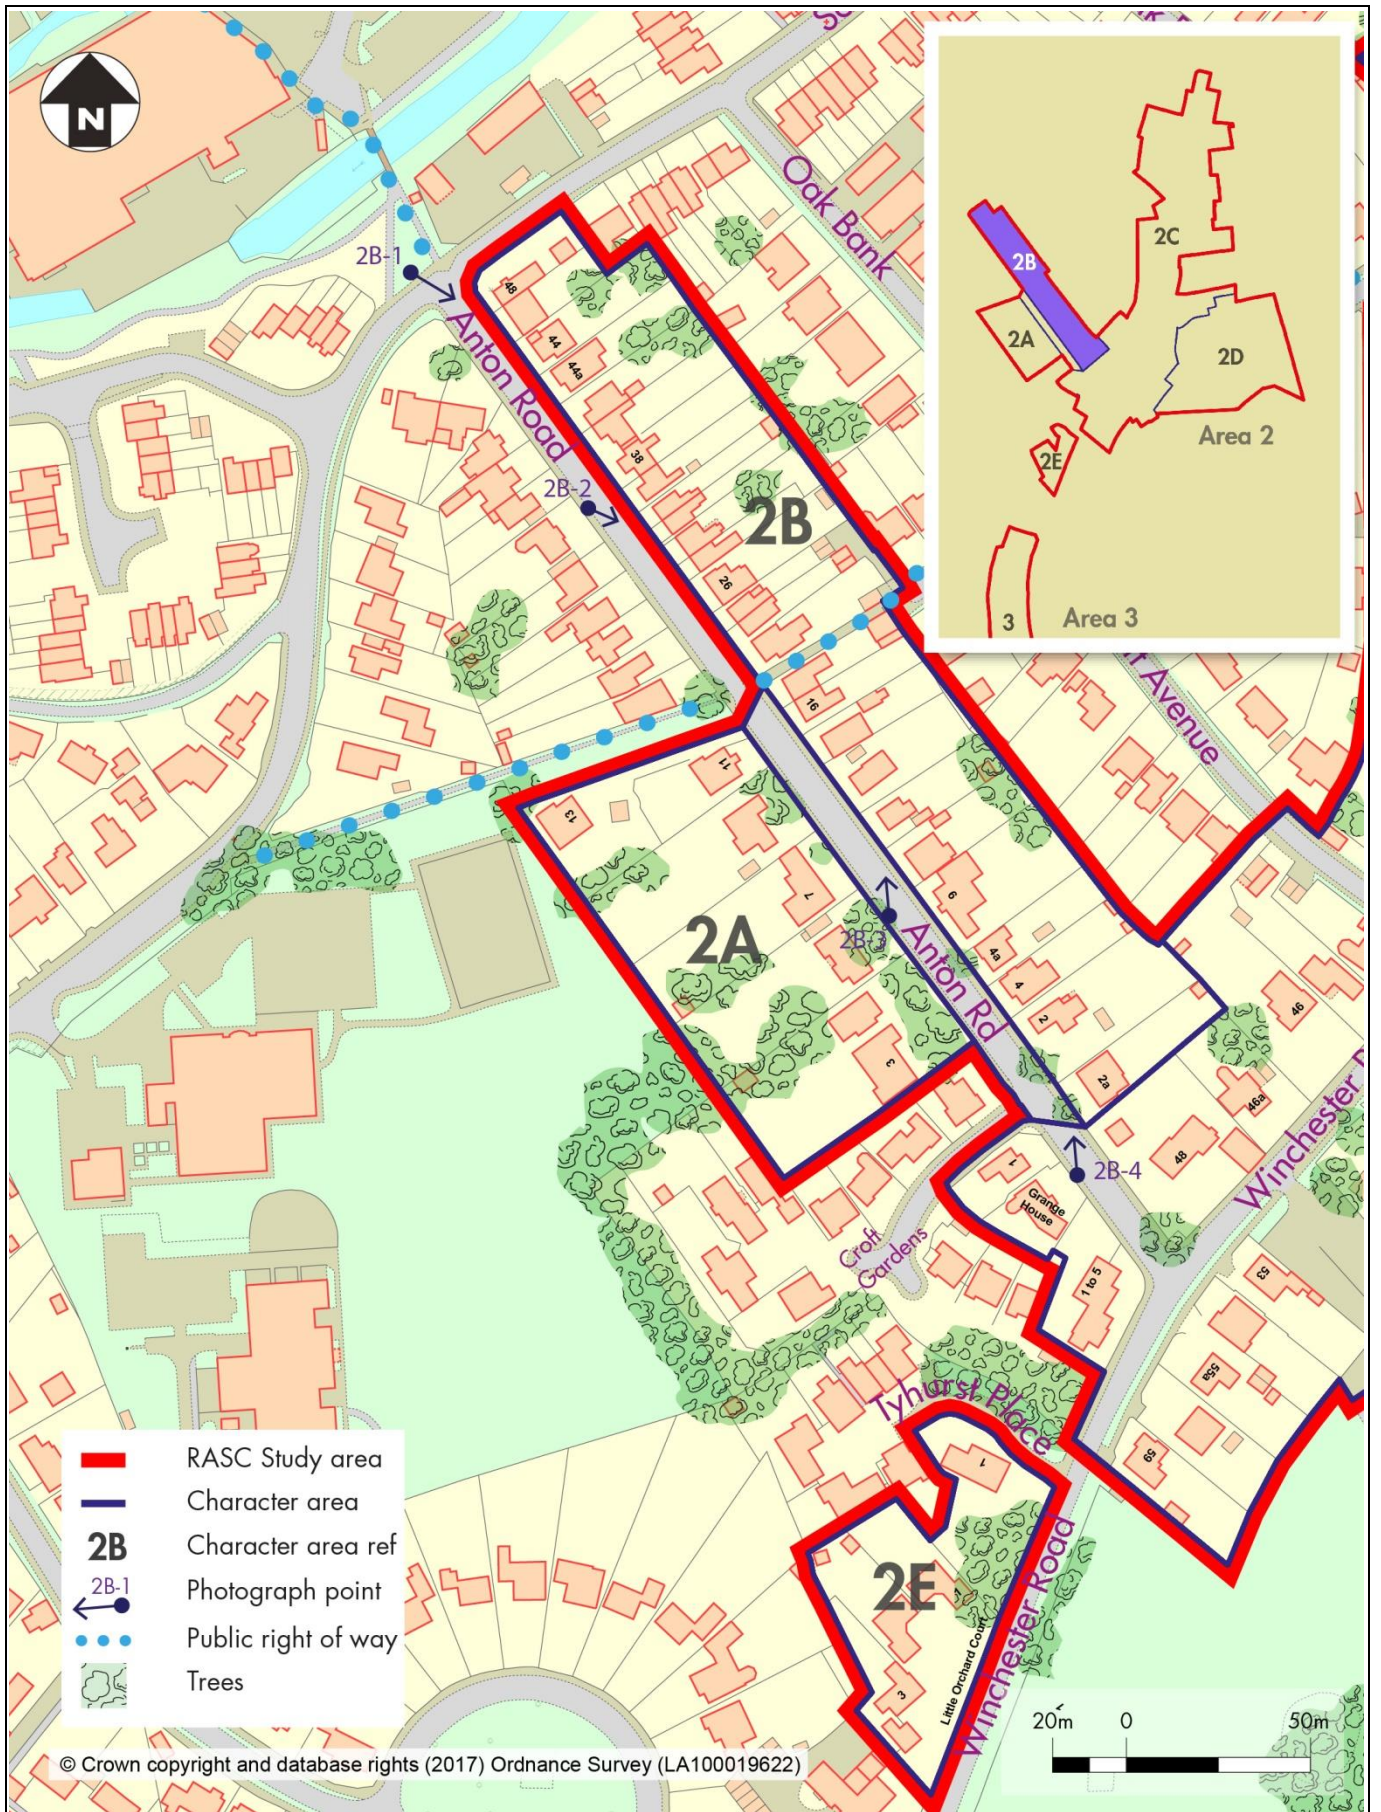 N
Oak Bank
2B-1
Anton Road
48
44
44a
38
2B-2
2B
26
16
11
13
7
2A
2B-3
Anton Rd
9
4a
4
2
2a
3
46
46a
48
Winchester
2B-4
1
Grange
House
Croft
Gardens
1 to 5
53
55a
59
Tyhurst Place
1
2E
3
Little Orchard Court
Winchester Road
Avenue
2B
2C
2A
2D
2E
Area 2
3
Area 3
RASC Study area
Character area
2B
Character area ref
2B-1
Photograph point
Public right of way
Trees
20m
0
50m
© Crown copyright and database rights (2017) Ordnance Survey (LA100019622)